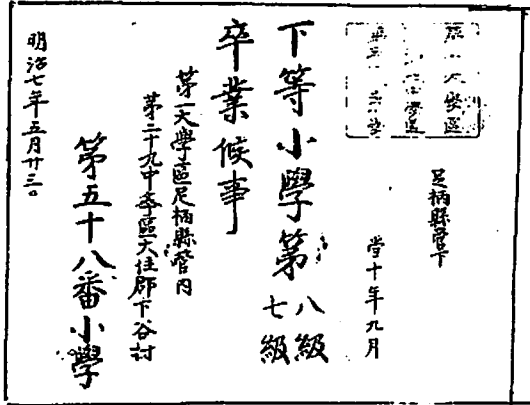 足柄縣管下
當十年九月
下等小學第八級
七級
卒業候事
第一大學區足柄縣管内
第二十九中學區大住郡下谷村
第五十八番小學
明治七年五月廿三日